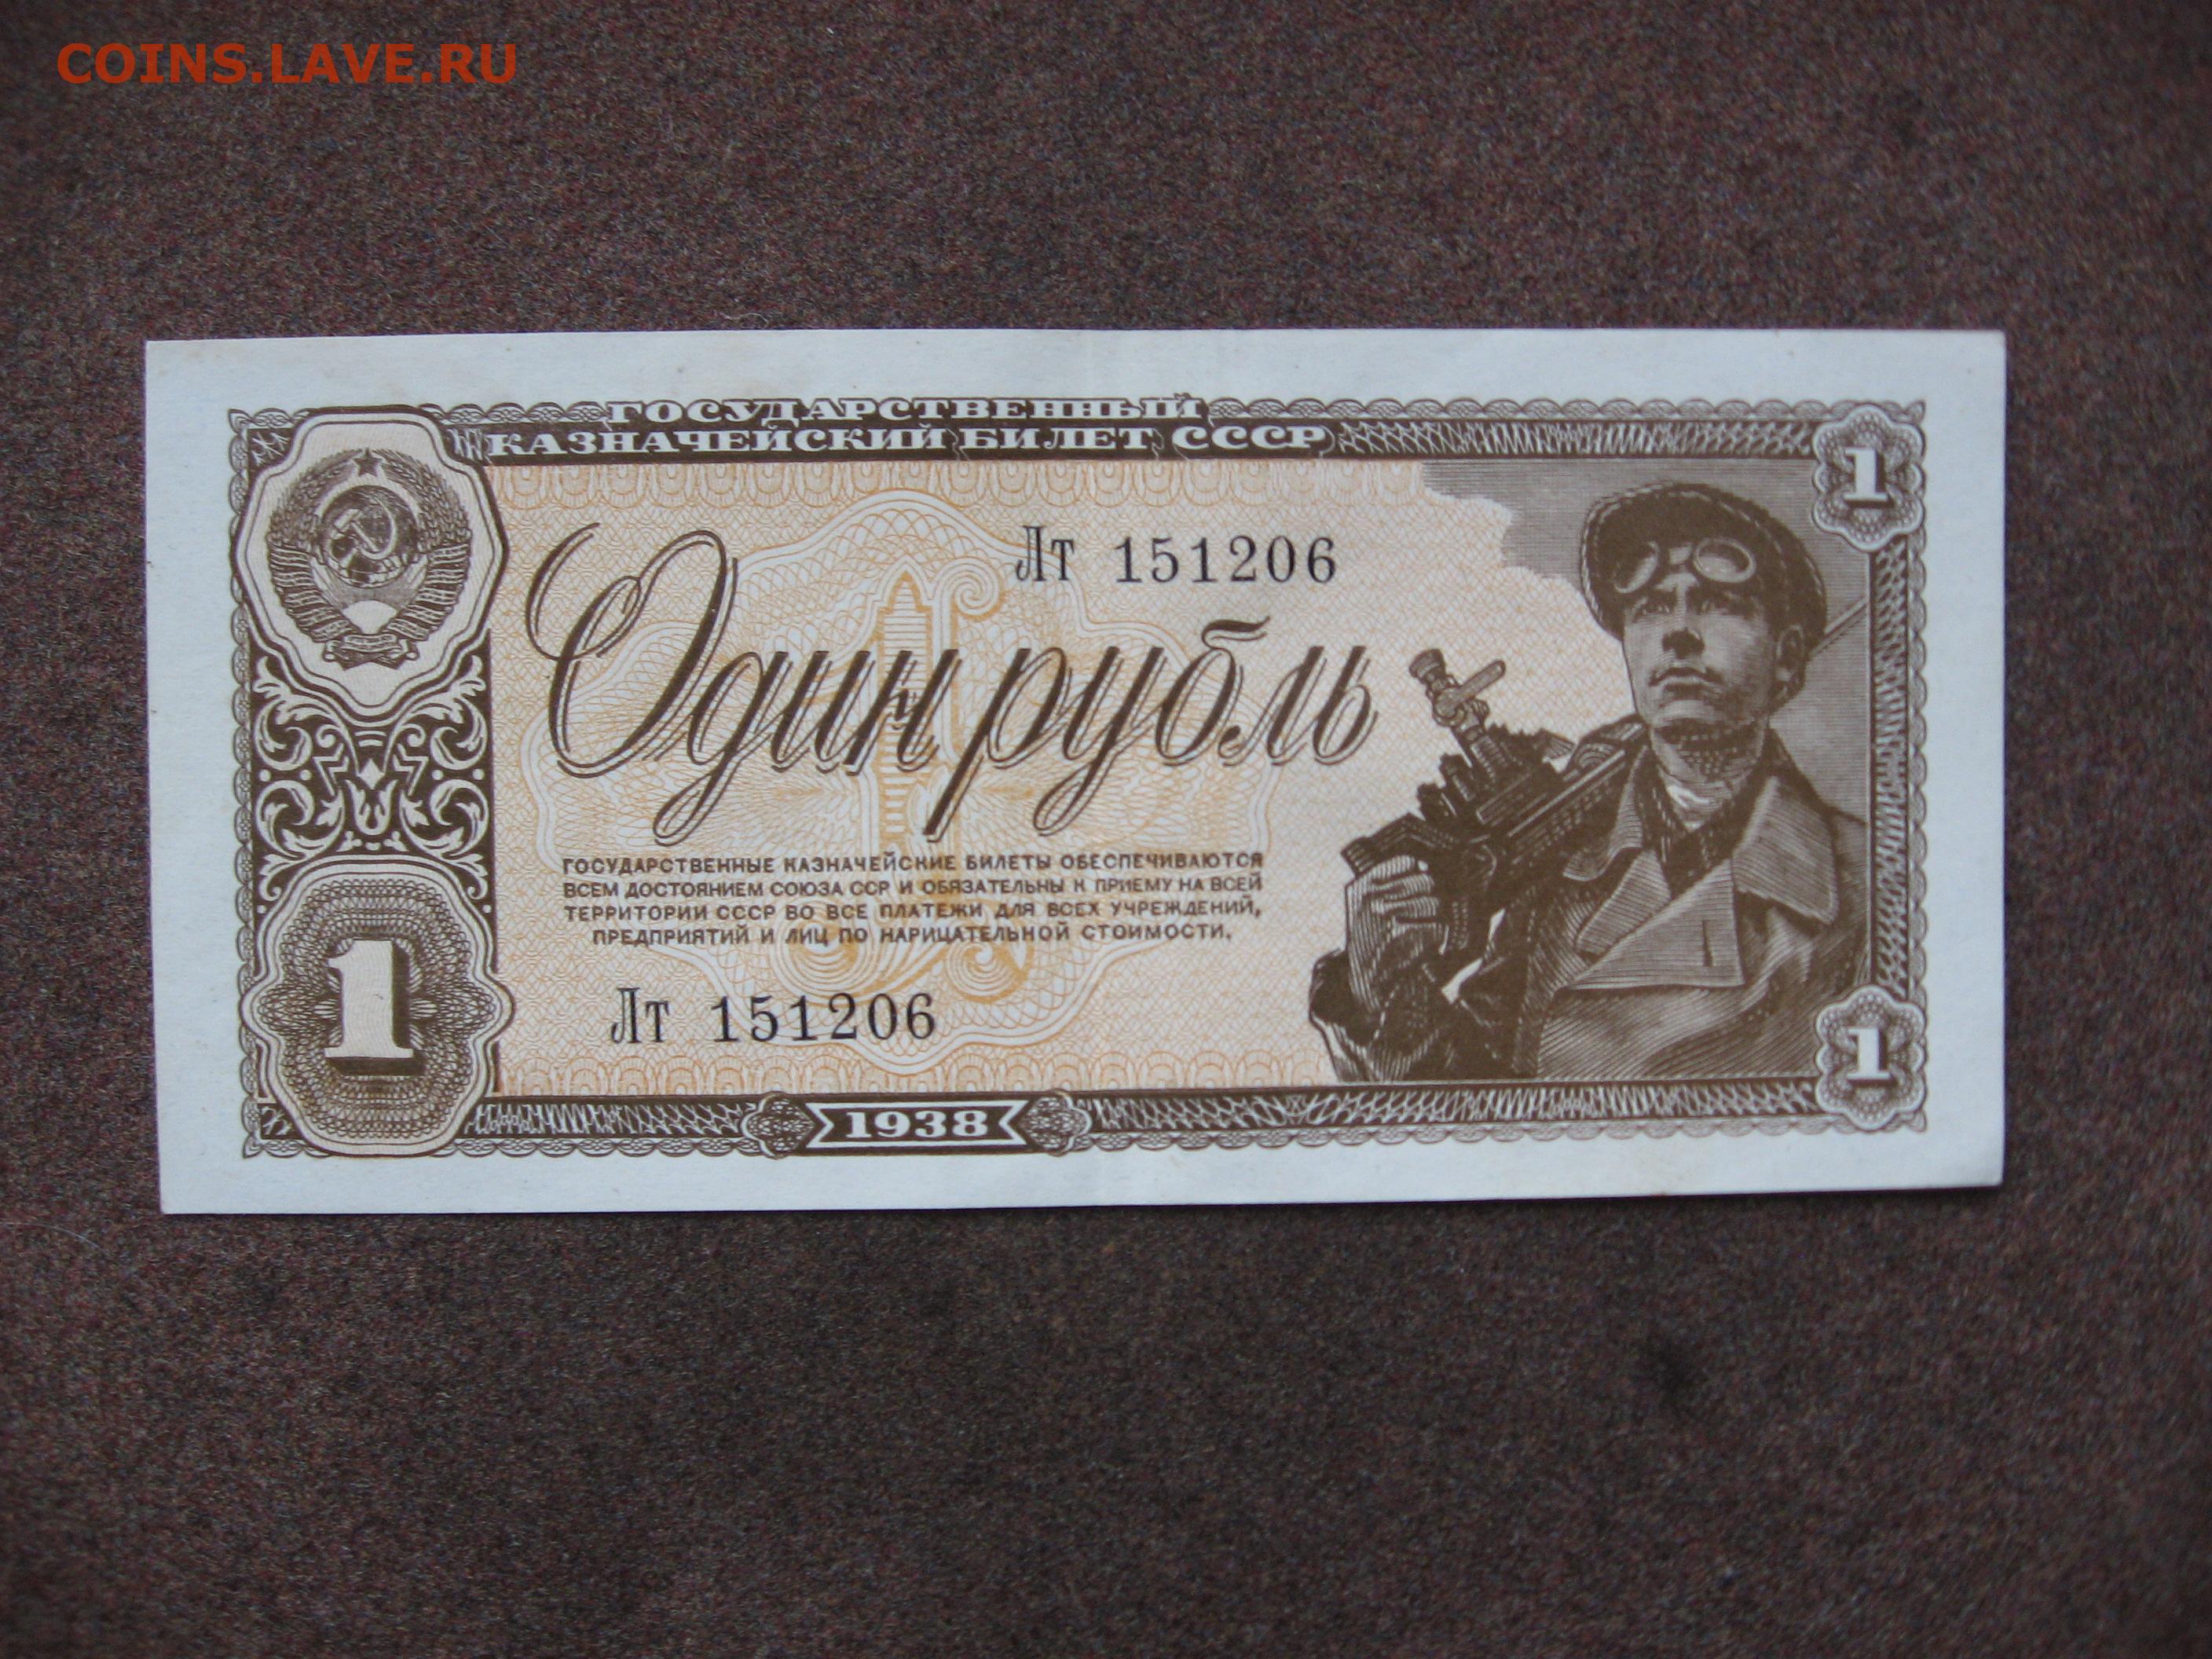 COINS.LAVE.RU
ГОСУДАРСТВЕННЫЙ
КАЗНАЧЕЙСКИЙ БИЛЕТ СССР
1
Лт 151206
Один рубль
ГОСУДАРСТВЕННЫЕ КАЗНАЧЕЙСКИЕ БИЛЕТЫ ОБЕСПЕЧИВАЮТСЯ
ВСЕМ ДОСТОЯНИЕМ СОЮЗА ССР И ОБЯЗАТЕЛЬНЫ К ПРИЕМУ НА ВСЕЙ
ТЕРРИТОРИИ СССР ВО ВСЕ ПЛАТЕЖИ ДЛЯ ВСЕХ УЧРЕЖДЕНИЙ,
ПРЕДПРИЯТИЙ И ЛИЦ ПО НАРИЦАТЕЛЬНОЙ СТОИМОСТИ.
1
Лт 151206
1
1938